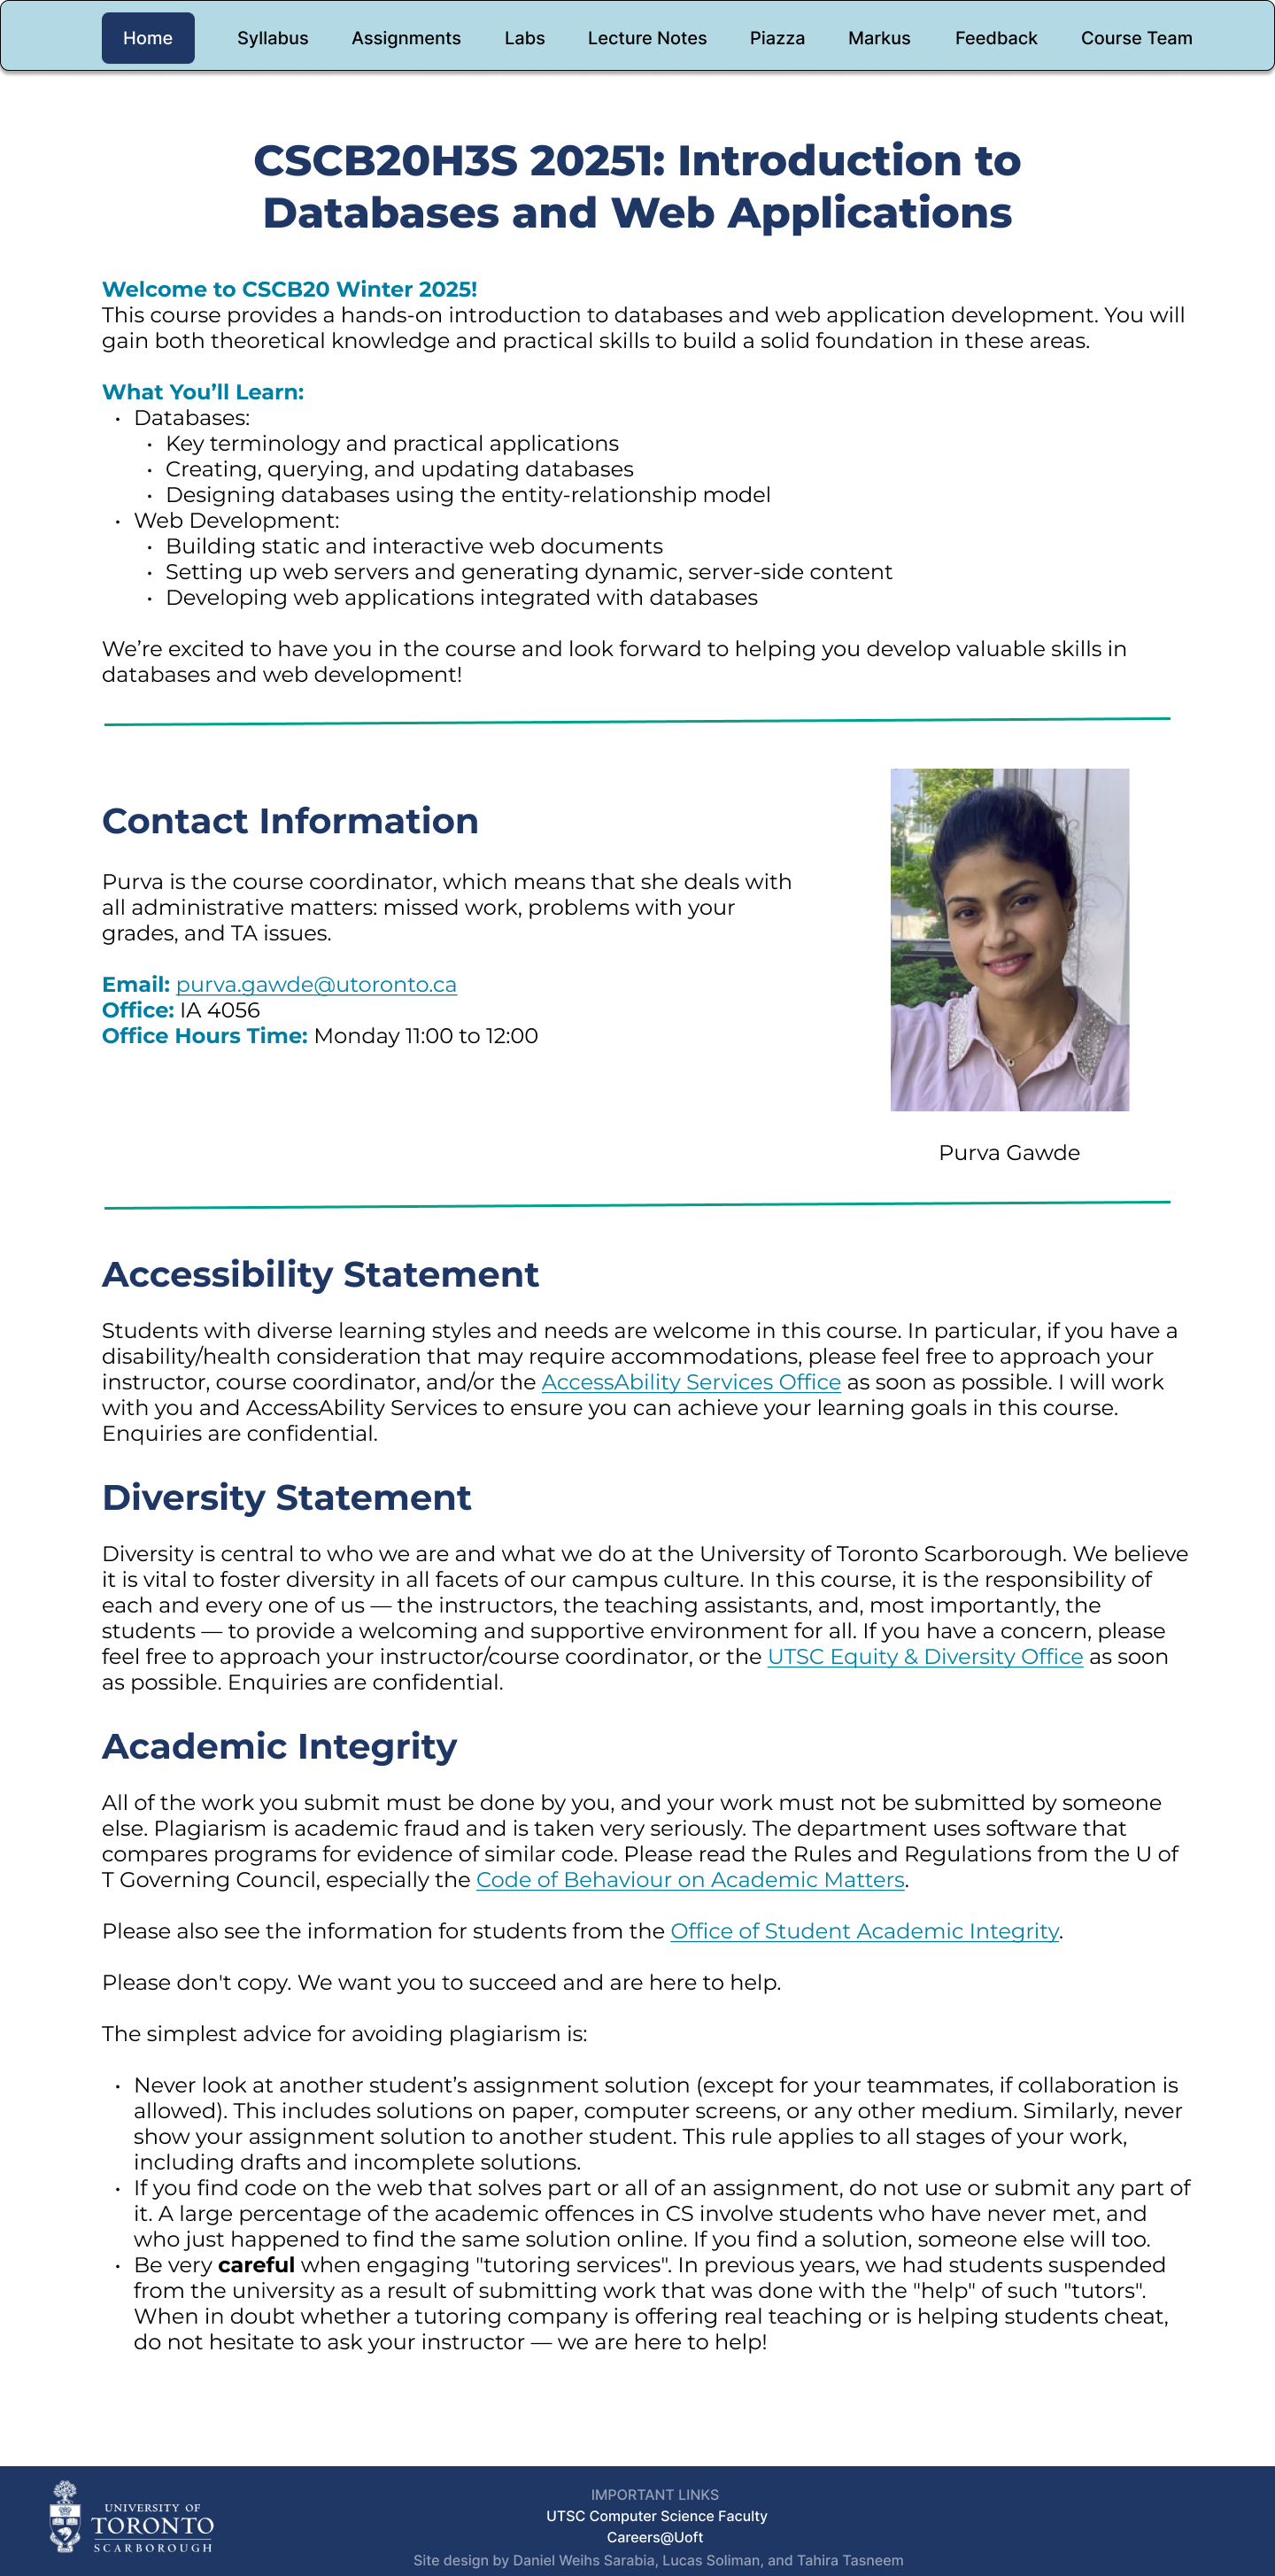 Home Syllabus Assignments Labs Lecture Notes Piazza Markus Feedback Course Team
CSCB20H3S 20251: Introduction to
Databases and Web Applications
Welcome to CSCB20 Winter 2025!
This course provides a hands-on introduction to databases and web application development. You will
gain both theoretical knowledge and practical skills to build a solid foundation in these areas.
What You’ll Learn:
• Databases:
• Key terminology and practical applications
• Creating, querying, and updating databases
• Designing databases using the entity-relationship model
• Web Development:
• Building static and interactive web documents
• Setting up web servers and generating dynamic, server-side content
• Developing web applications integrated with databases
We’re excited to have you in the course and look forward to helping you develop valuable skills in
databases and web development!
Contact Information
Purva is the course coordinator, which means that she deals with
all administrative matters: missed work, problems with your
grades, and TA issues.
Email: purva.gawde@utoronto.ca
Office: IA 4056
Office Hours Time: Monday 11:00 to 12:00
Purva Gawde
Accessibility Statement
Students with diverse learning styles and needs are welcome in this course. In particular, if you have a
disability/health consideration that may require accommodations, please feel free to approach your
instructor, course coordinator, and/or the AccessAbility Services Office as soon as possible. I will work
with you and AccessAbility Services to ensure you can achieve your learning goals in this course.
Enquiries are confidential.
Diversity Statement
Diversity is central to who we are and what we do at the University of Toronto Scarborough. We believe
it is vital to foster diversity in all facets of our campus culture. In this course, it is the responsibility of
each and every one of us — the instructors, the teaching assistants, and, most importantly, the
students — to provide a welcoming and supportive environment for all. If you have a concern, please
feel free to approach your instructor/course coordinator, or the UTSC Equity & Diversity Office as soon
as possible. Enquiries are confidential.
Academic Integrity
All of the work you submit must be done by you, and your work must not be submitted by someone
else. Plagiarism is academic fraud and is taken very seriously. The department uses software that
compares programs for evidence of similar code. Please read the Rules and Regulations from the U of
T Governing Council, especially the Code of Behaviour on Academic Matters.
Please also see the information for students from the Office of Student Academic Integrity.
Please don't copy. We want you to succeed and are here to help.
The simplest advice for avoiding plagiarism is:
• Never look at another student’s assignment solution (except for your teammates, if collaboration is
allowed). This includes solutions on paper, computer screens, or any other medium. Similarly, never
show your assignment solution to another student. This rule applies to all stages of your work,
including drafts and incomplete solutions.
• If you find code on the web that solves part or all of an assignment, do not use or submit any part of
it. A large percentage of the academic offences in CS involve students who have never met, and
who just happened to find the same solution online. If you find a solution, someone else will too.
• Be very careful when engaging "tutoring services". In previous years, we had students suspended
from the university as a result of submitting work that was done with the "help" of such "tutors".
When in doubt whether a tutoring company is offering real teaching or is helping students cheat,
do not hesitate to ask your instructor — we are here to help!
UNIVERSITY OF
TORONTO
SCARBOROUGH
IMPORTANT LINKS
UTSC Computer Science Faculty
Careers@Uoft
Site design by Daniel Weihs Sarabia, Lucas Soliman, and Tahira Tasneem